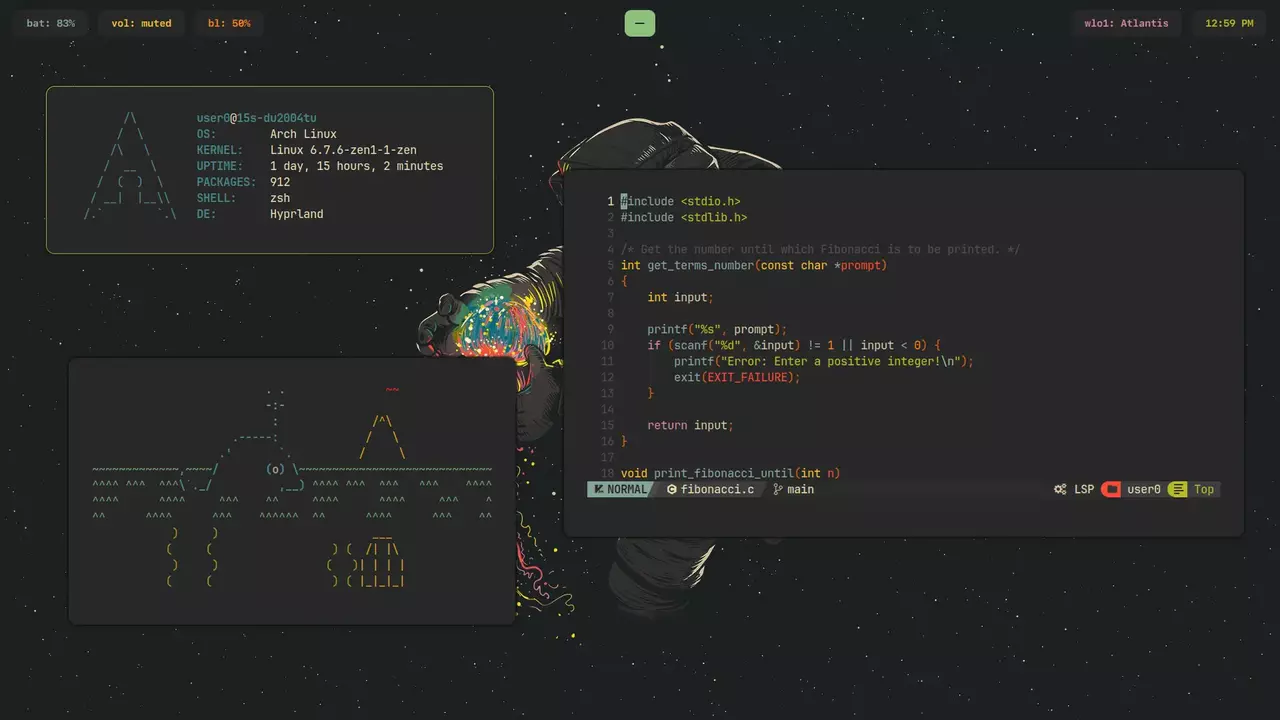 bat: 83% vol: muted bl: 50% — wlo1: Atlantis 12:59 PM
user0@15s-du2004tu
OS: Arch Linux
KERNEL: Linux 6.7.6-zen1-1-zen
UPTIME: 1 day, 15 hours, 2 minutes
PACKAGES: 912
SHELL: zsh
DE: Hyprland
1 #include <stdio.h>
2 #include <stdlib.h>
3
4 /* Get the number until which Fibonacci is to be printed. */
5 int get_terms_number(const char *prompt)
6 {
7     int input;
8
9     printf("%s", prompt);
10     if (scanf("%d", &input) != 1 || input < 0) {
11         printf("Error: Enter a positive integer!\n");
12         exit(EXIT_FAILURE);
13     }
14
15     return input;
16 }
17
18 void print_fibonacci_until(int n)
NORMAL fibonacci.c main LSP user0 Top